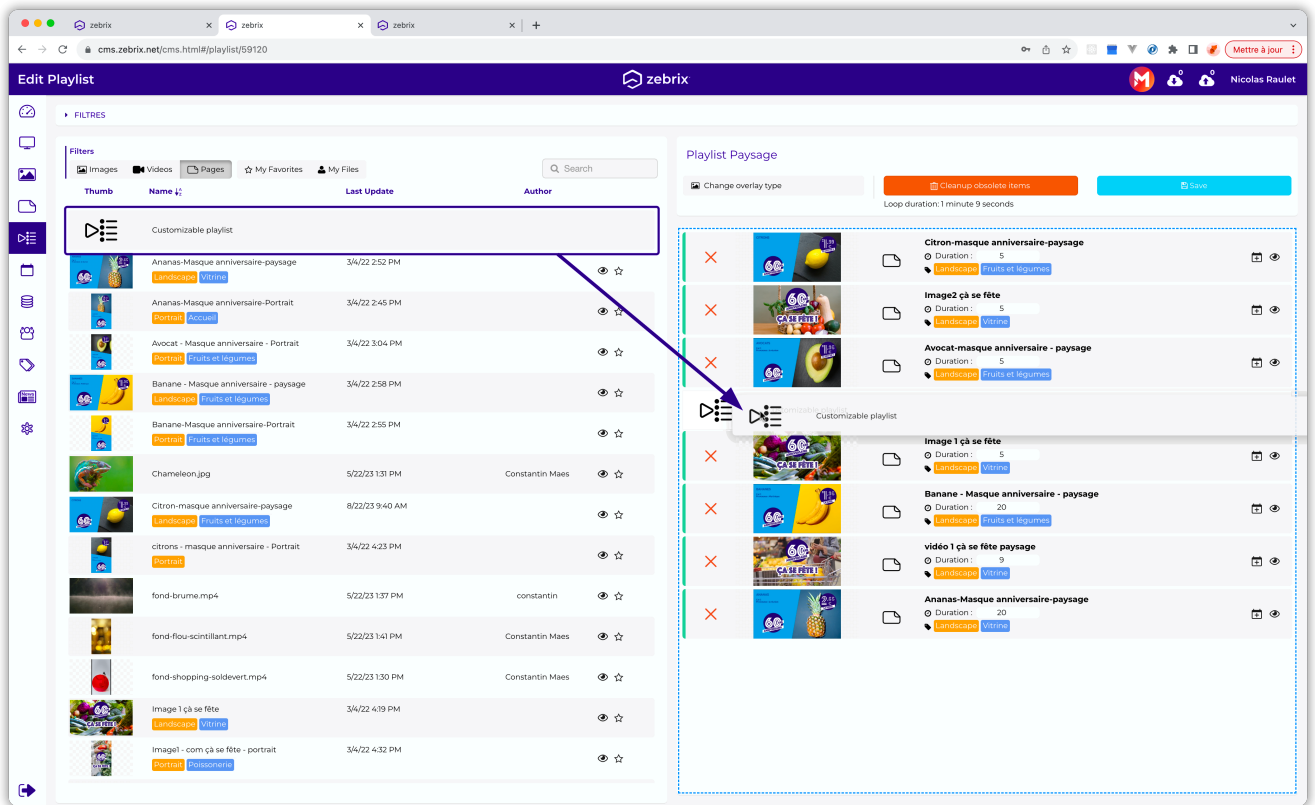 zebrix
zebrix
zebrix
cms.zebrix.net/cms.html#/playlist/59120
Mettre à jour
Edit Playlist
zebrix
0
0
Nicolas Raulet
FILTRES
Filters
Images
Videos
Pages
My Favorites
My Files
Search
Thumb Name Last Update Author
Customizable playlist
Ananas-Masque anniversaire-paysage 3/4/22 2:52 PM
Landscape Vitrine
Ananas-Masque anniversaire-Portrait 3/4/22 2:45 PM
Portrait Accueil
Avocat - Masque anniversaire - Portrait 3/4/22 3:04 PM
Portrait Fruits et légumes
Banane - Masque anniversaire - paysage 3/4/22 2:58 PM
Landscape Fruits et légumes
Banane-Masque anniversaire-Portrait 3/4/22 2:55 PM
Portrait Fruits et légumes
Chameleon.jpg 5/22/23 1:31 PM Constantin Maes
Citron-masque anniversaire-paysage 8/22/23 9:40 AM
Landscape Fruits et légumes
citrons - masque anniversaire - Portrait 3/4/22 4:23 PM
Portrait
fond-brume.mp4 5/22/23 1:37 PM constantin
fond-flou-scintillant.mp4 5/22/23 1:41 PM Constantin Maes
fond-shopping-soldevert.mp4 5/22/23 1:30 PM Constantin Maes
Image 1 çà se fête 3/4/22 4:19 PM
Landscape Vitrine
Image1 - com çà se fête - portrait 3/4/22 4:32 PM
Portrait Poissonerie
Playlist Paysage
Change overlay type
Cleanup obsolete items
Save
Loop duration: 1 minute 9 seconds
Citron-masque anniversaire-paysage
Duration : 5
Landscape Fruits et légumes
Image2 çà se fête
Duration : 5
Landscape Vitrine
ÇA SE FÊTE !
Avocat-masque anniversaire - paysage
Duration : 5
Landscape Fruits et légumes
Customizable playlist
Image 1 çà se fête
Duration : 5
Landscape Vitrine
ÇA SE FÊTE !
Banane - Masque anniversaire - paysage
Duration : 20
Landscape Fruits et légumes
vidéo 1 çà se fête paysage
Duration : 9
Landscape Vitrine
ÇA SE FÊTE !
Ananas-Masque anniversaire-paysage
Duration : 20
Landscape Vitrine